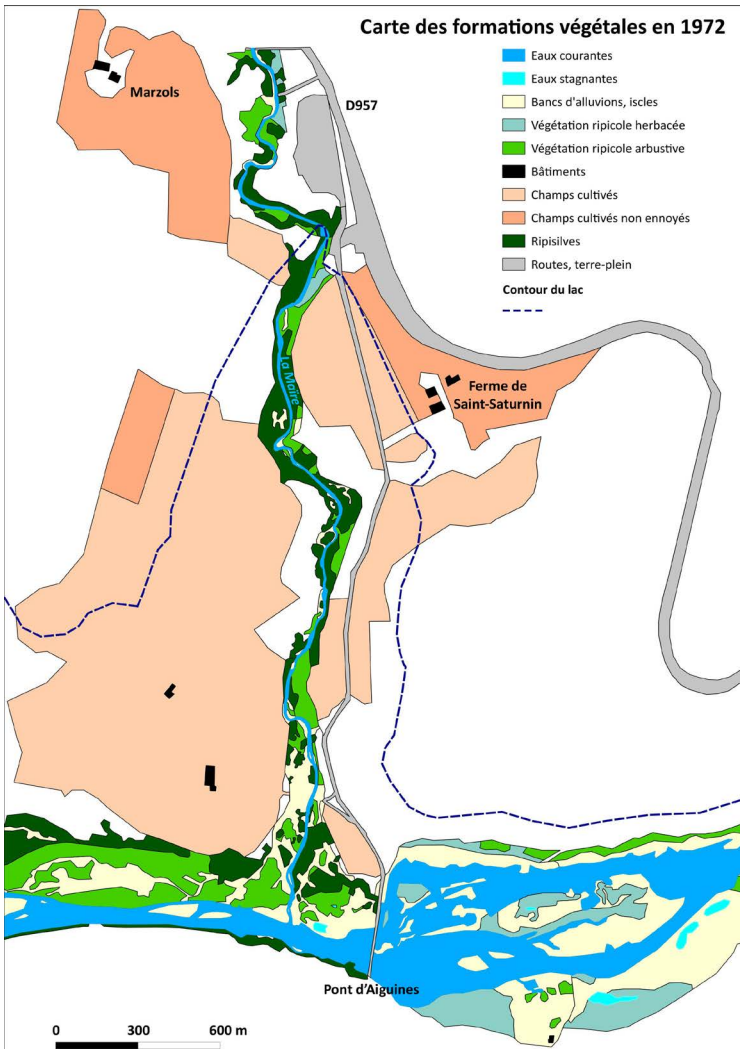 Carte des formations végétales en 1972
Eaux courantes
Eaux stagnantes
Bancs d'alluvions, iscles
Végétation ripicole herbacée
Végétation ripicole arbustive
Bâtiments
Champs cultivés
Champs cultivés non ennoyés
Ripisilves
Routes, terre-plein
Contour du lac
Marzols
D957
La Maïre
Ferme de
Saint-Saturnin
Pont d'Aiguines
0 300 600 m